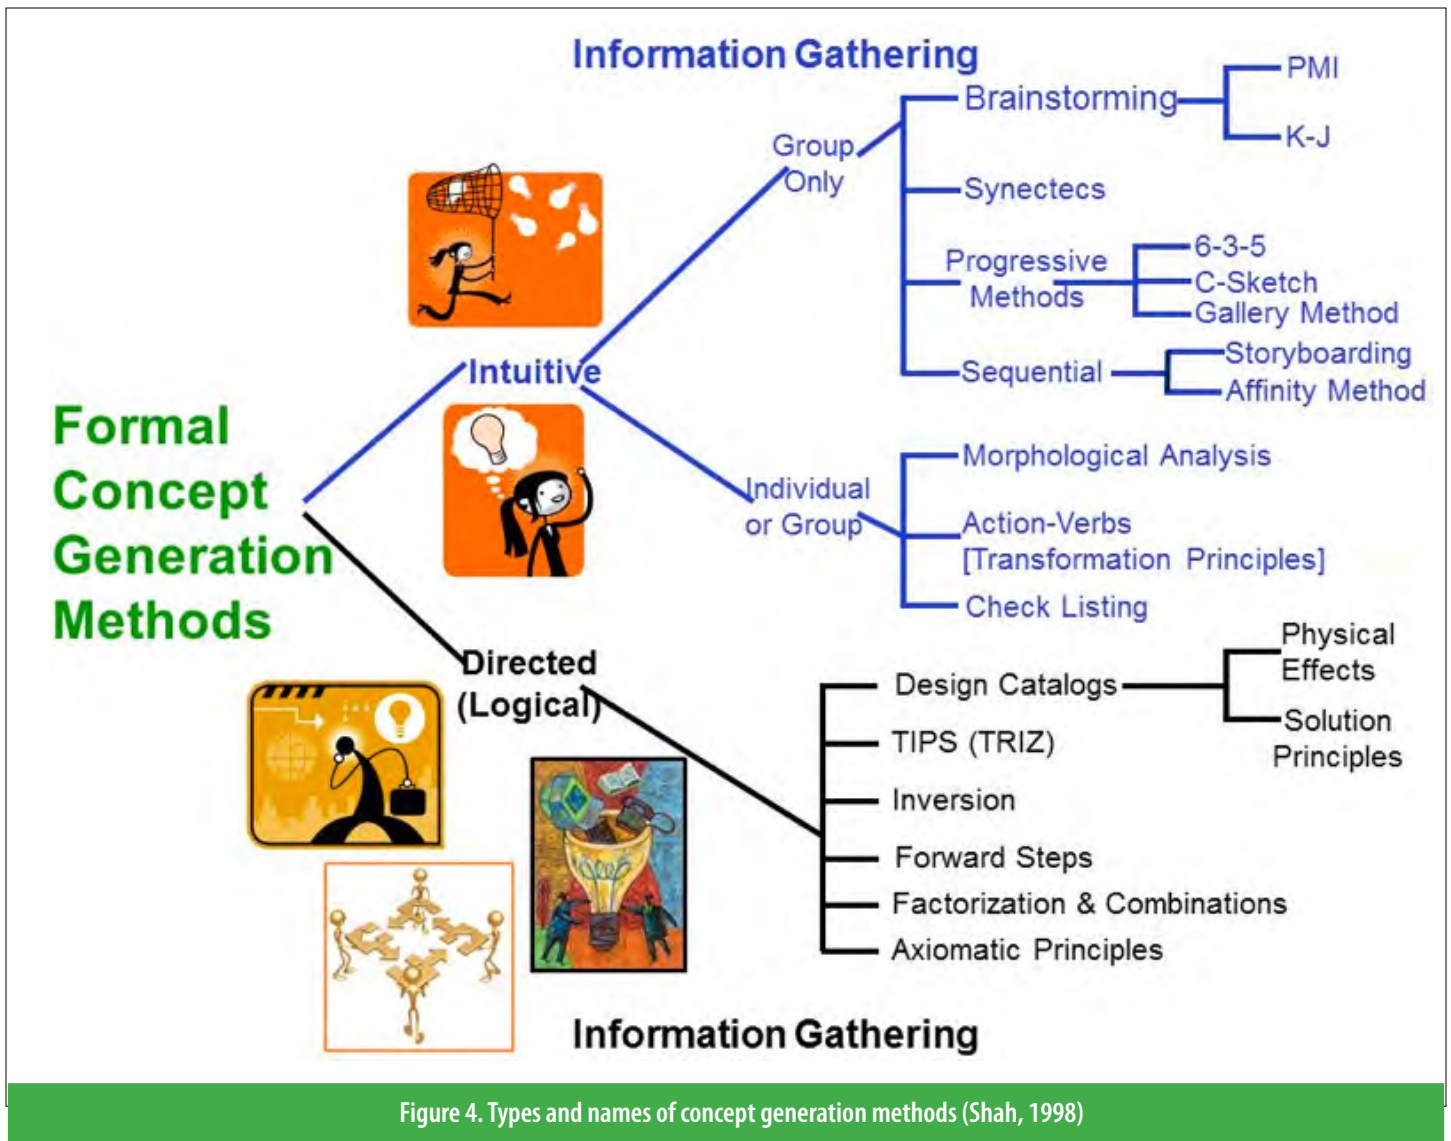 Information Gathering
Brainstorming
PMI
K-J
Group
Only
Synectecs
Progressive
Methods
6-3-5
C-Sketch
Gallery Method
Sequential
Storyboarding
Affinity Method
Intuitive
Formal
Concept
Generation
Methods
Individual
or Group
Morphological Analysis
Action-Verbs
[Transformation Principles]
Check Listing
Directed
(Logical)
Design Catalogs
Physical
Effects
Solution
Principles
TIPS (TRIZ)
Inversion
Forward Steps
Factorization & Combinations
Axiomatic Principles
Information Gathering
Figure 4. Types and names of concept generation methods (Shah, 1998)